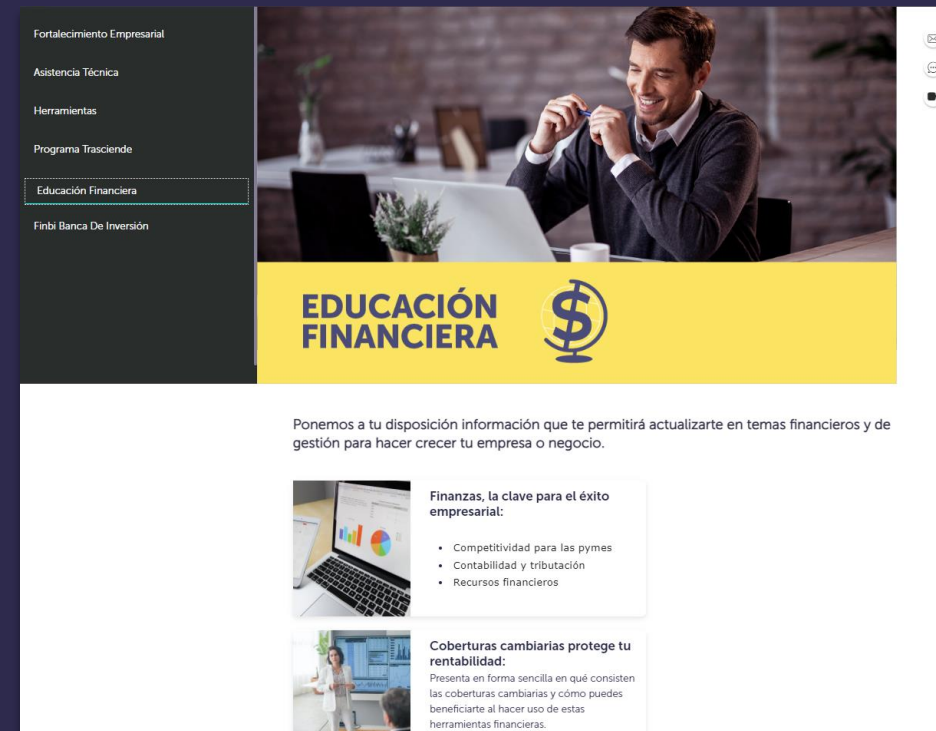 Fortalecimiento Empresarial
Asistencia Técnica
Herramientas
Programa Trasciende
Educación Financiera
Finbi Banca De Inversión
EDUCACIÓN
FINANCIERA
$
Ponemos a tu disposición información que te permitirá actualizarte en temas financieros y de
gestión para hacer crecer tu empresa o negocio.
Finanzas, la clave para el éxito
empresarial:
• Competitividad para las pymes
• Contabilidad y tributación
• Recursos financieros
Coberturas cambiarias protege tu
rentabilidad:
Presenta en forma sencilla en qué consisten
las coberturas cambiarias y cómo puedes
beneficiarte al hacer uso de estas
herramientas financieras.